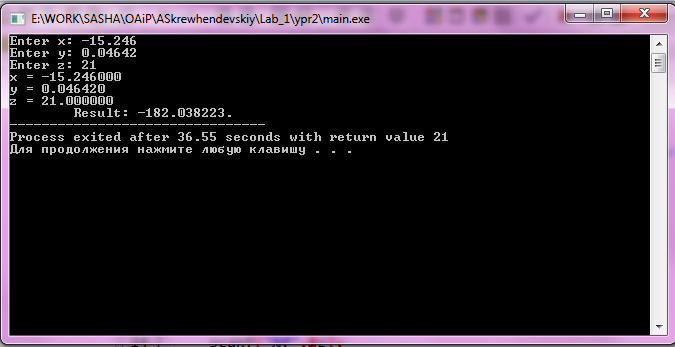 E:\WORK\SASHA\OAiP\ASkrewhendevskiy\Lab_1\ypr2\main.exe
Enter x: -15.246
Enter y: 0.04642
Enter z: 21
x = -15.246000
y = 0.046420
z = 21.000000
Result: -182.038223.
--------------------------------
Process exited after 36.55 seconds with return value 21
Для продолжения нажмите любую клавишу . . .